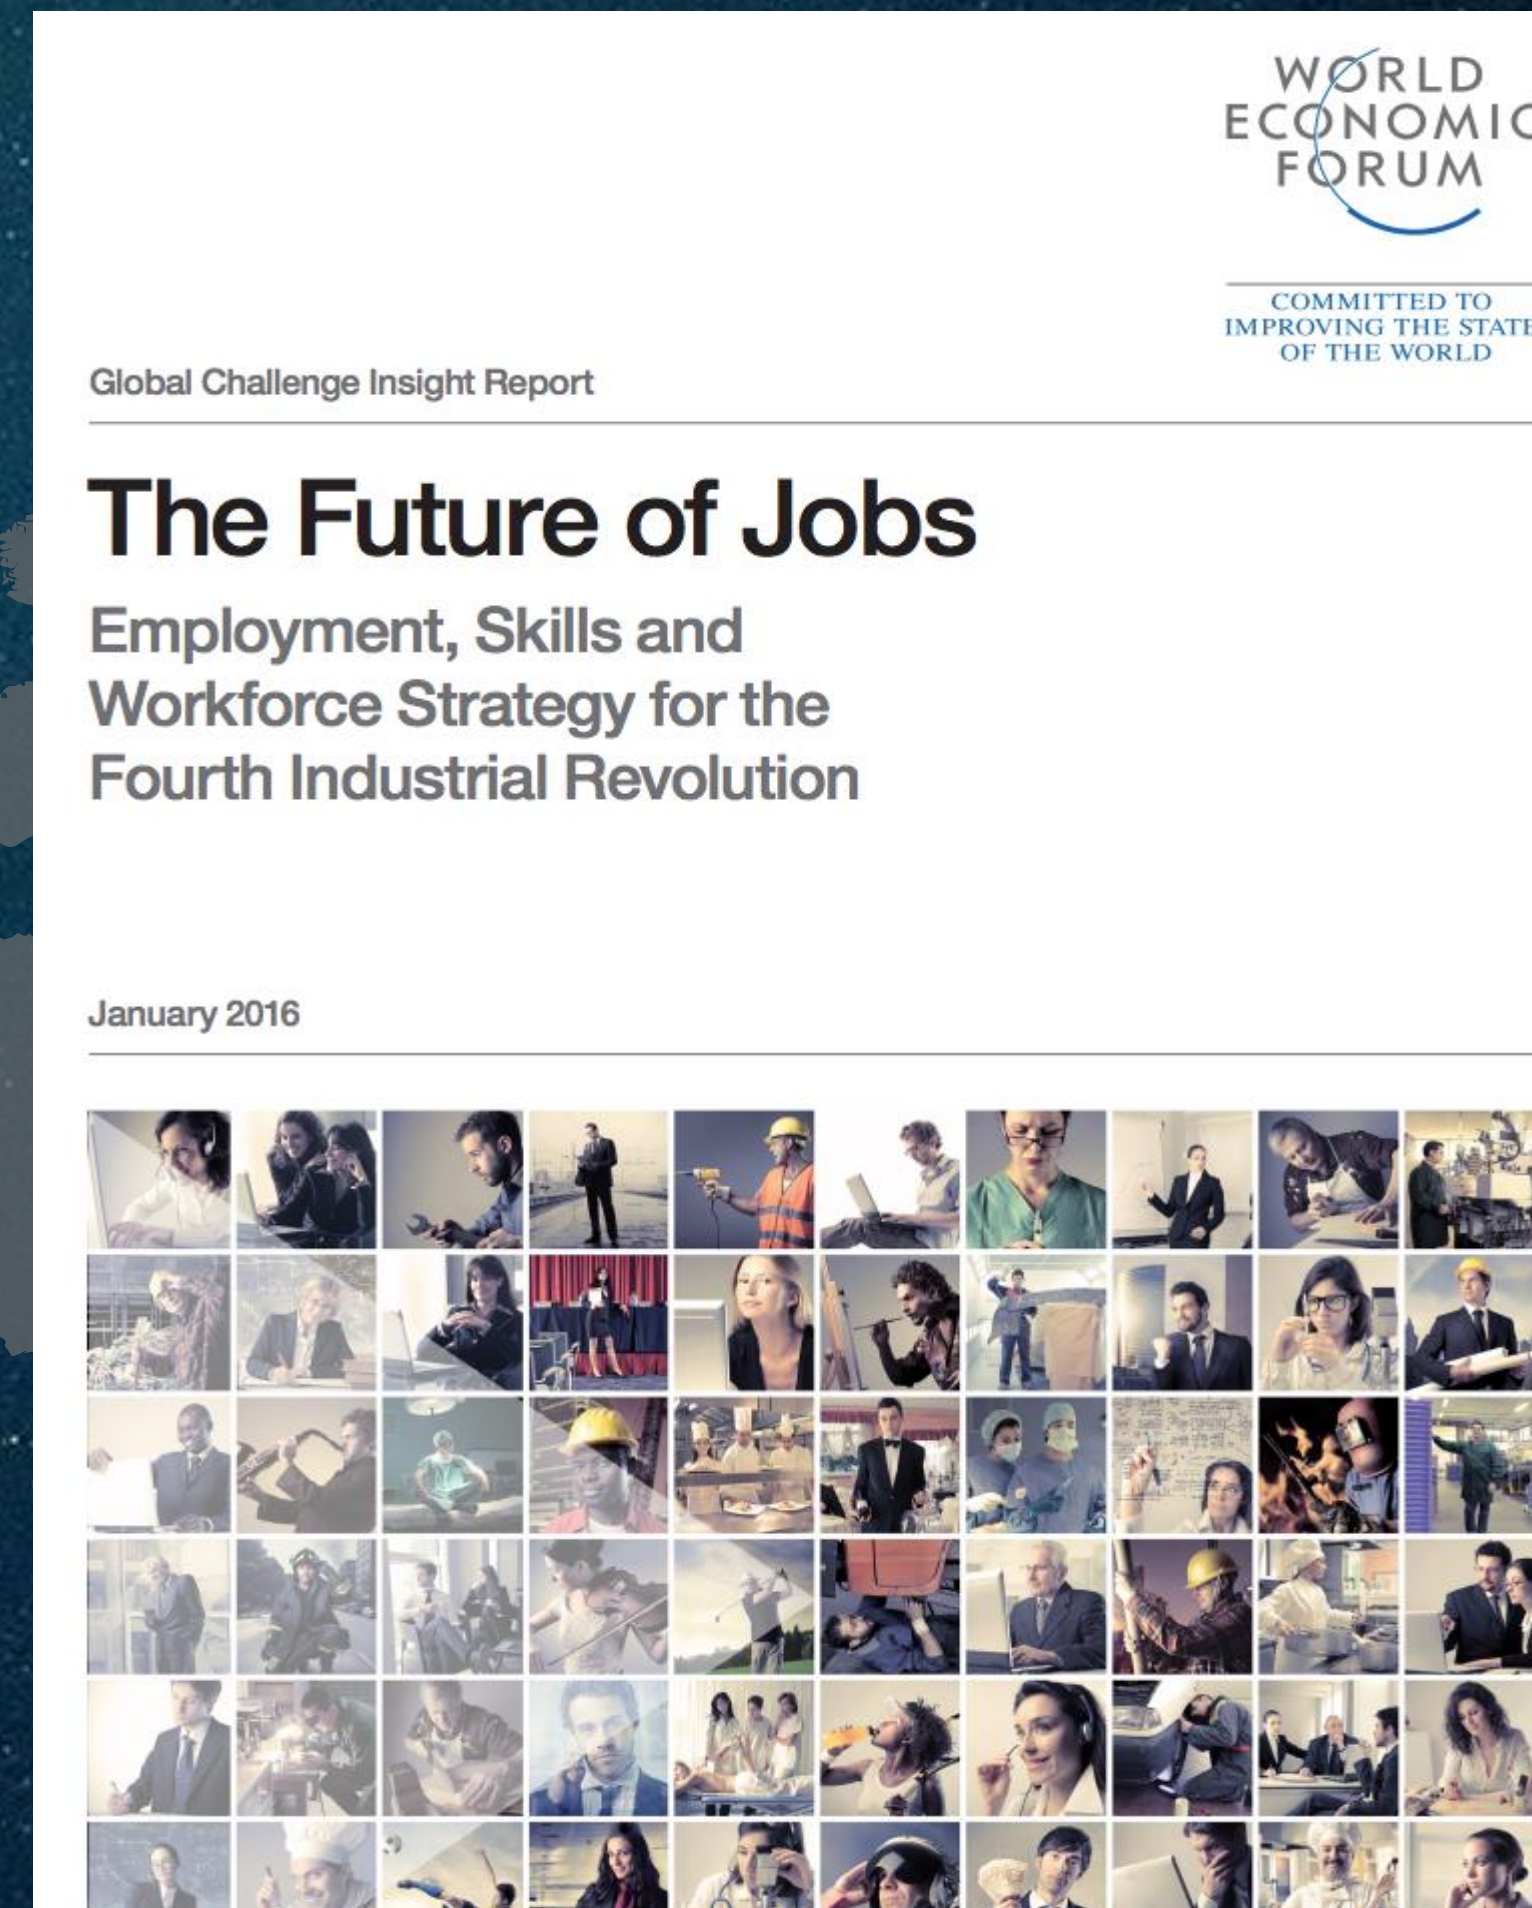 WORLD
ECONOMIC
FORUM
COMMITTED TO
IMPROVING THE STATE
OF THE WORLD
Global Challenge Insight Report
The Future of Jobs
Employment, Skills and
Workforce Strategy for the
Fourth Industrial Revolution
January 2016